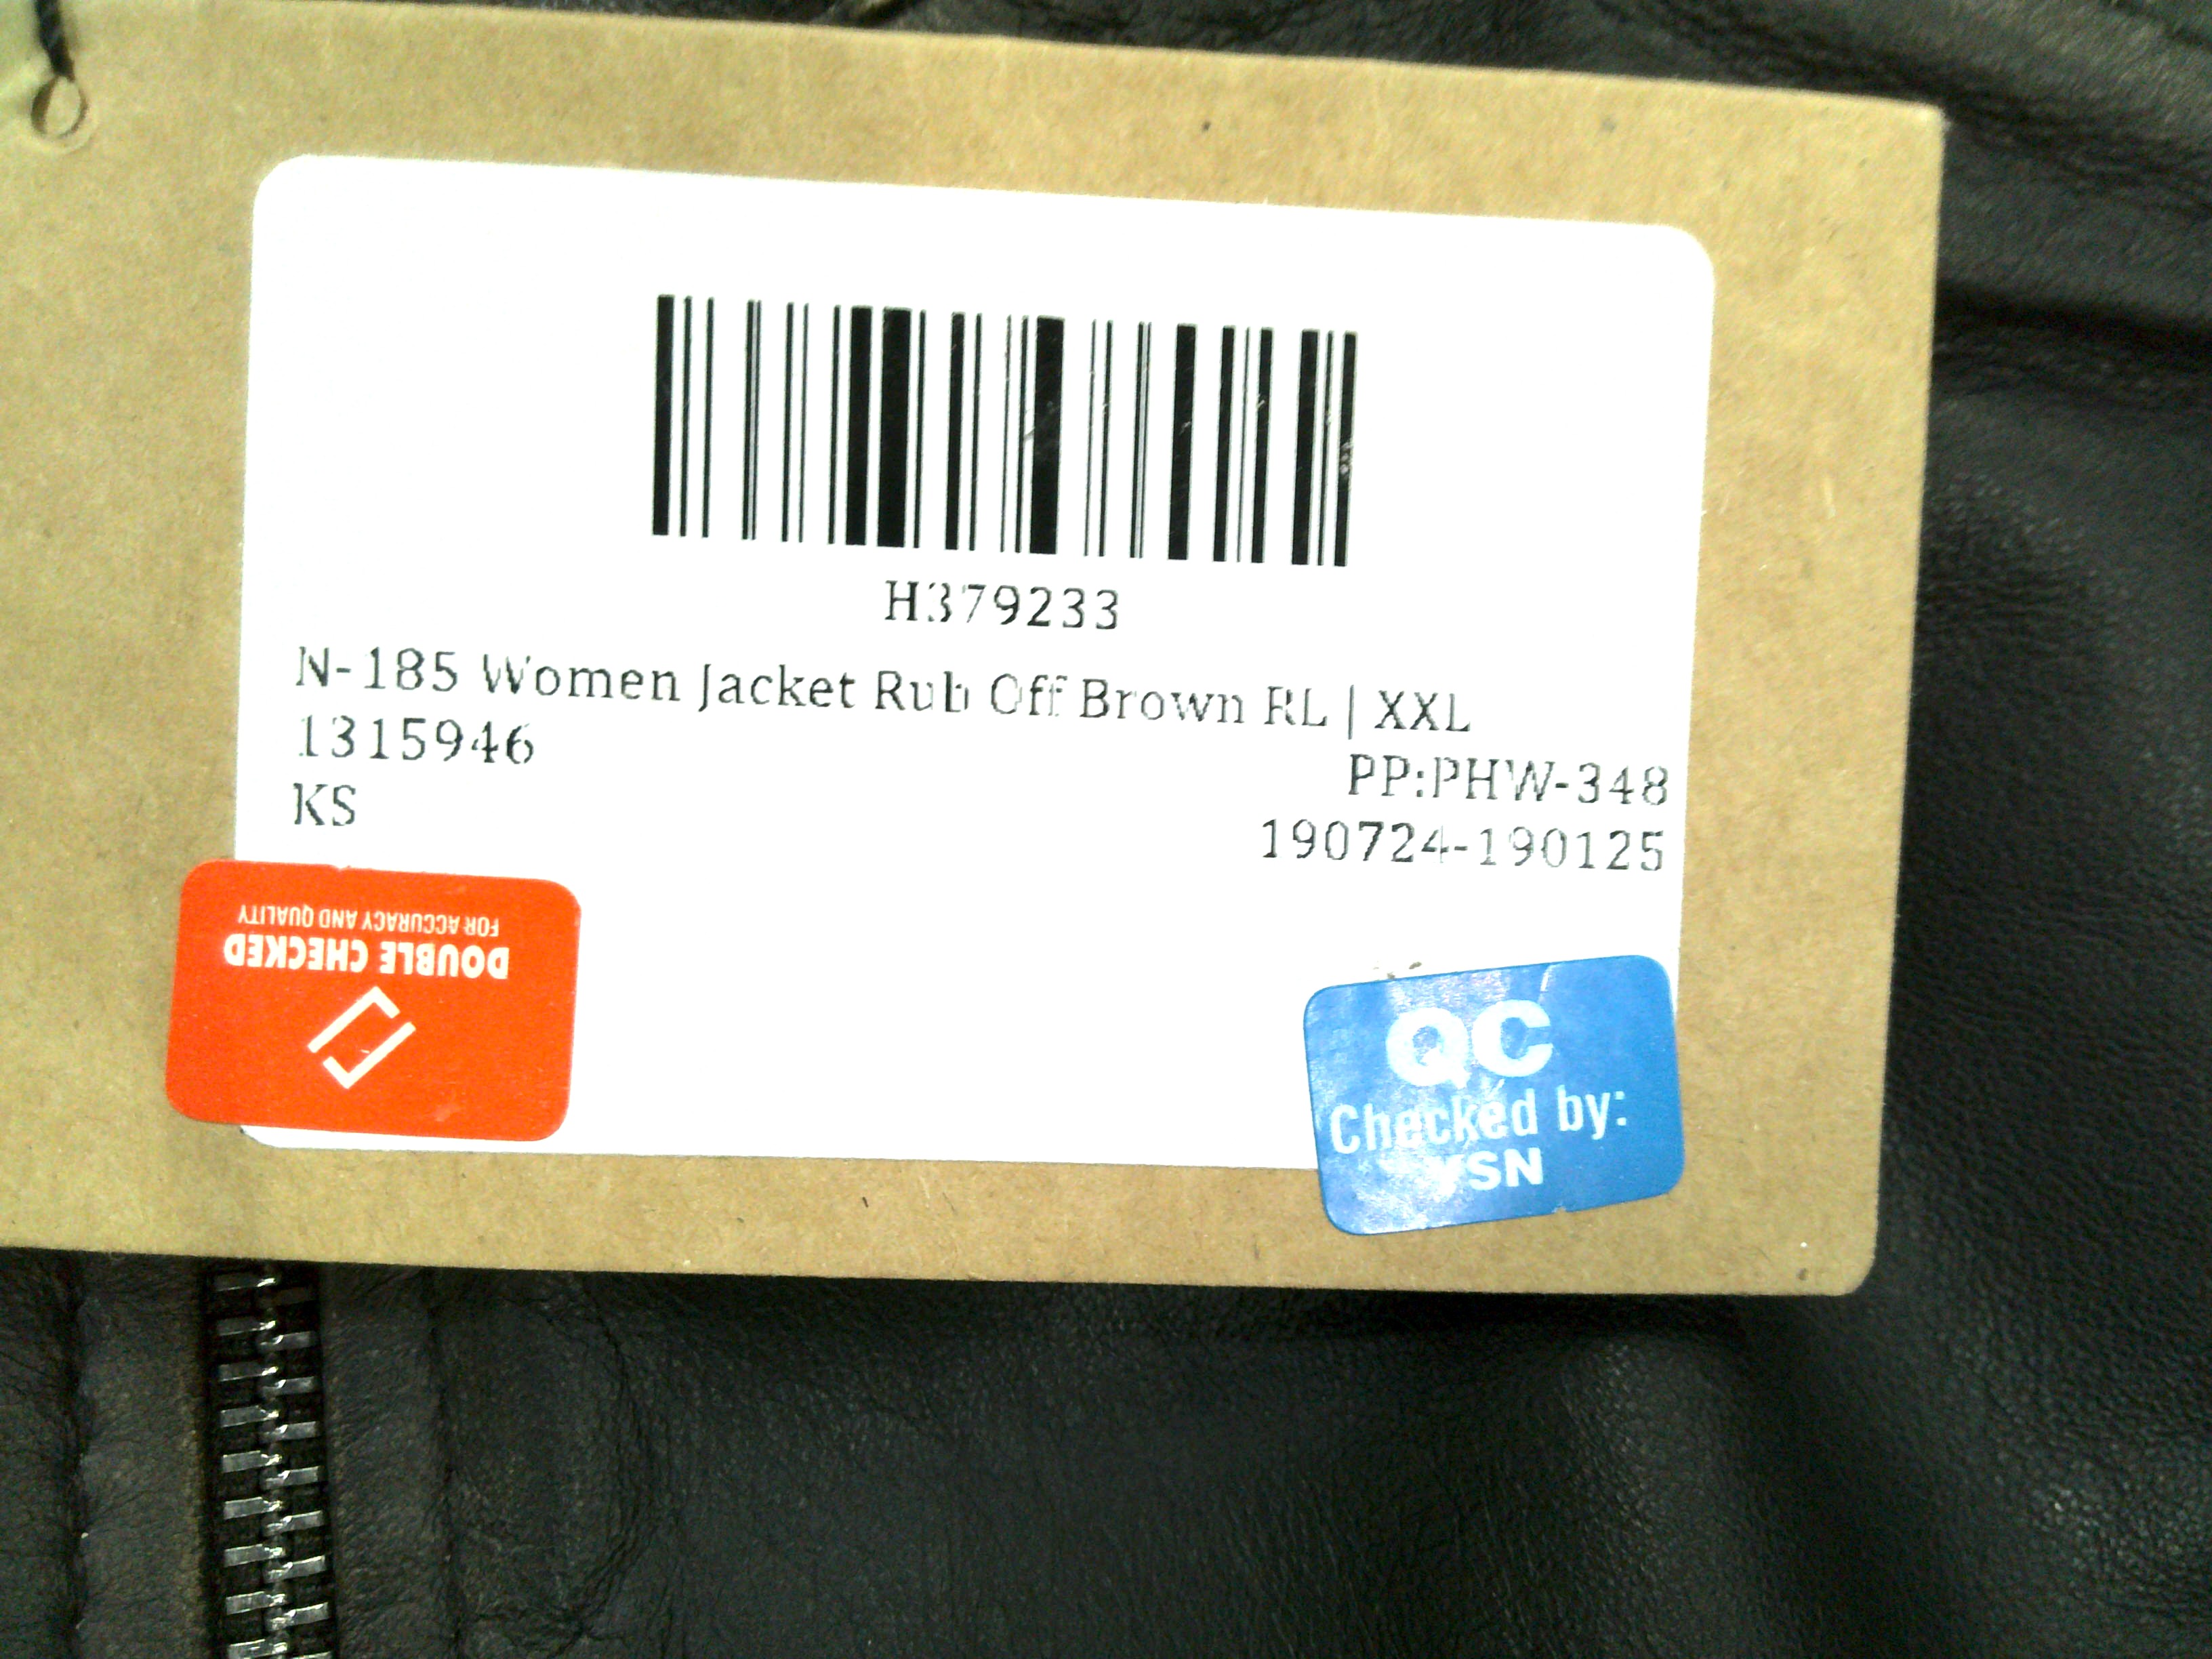 H379233
N-185 Women Jacket Rub Off Brown RL | XXL
1315946
PP:PHW-348
KS
190724-190125
DOUBLE CHECKED
FOR ACCURACY AND QUALITY
QC
Checked by:
YSN